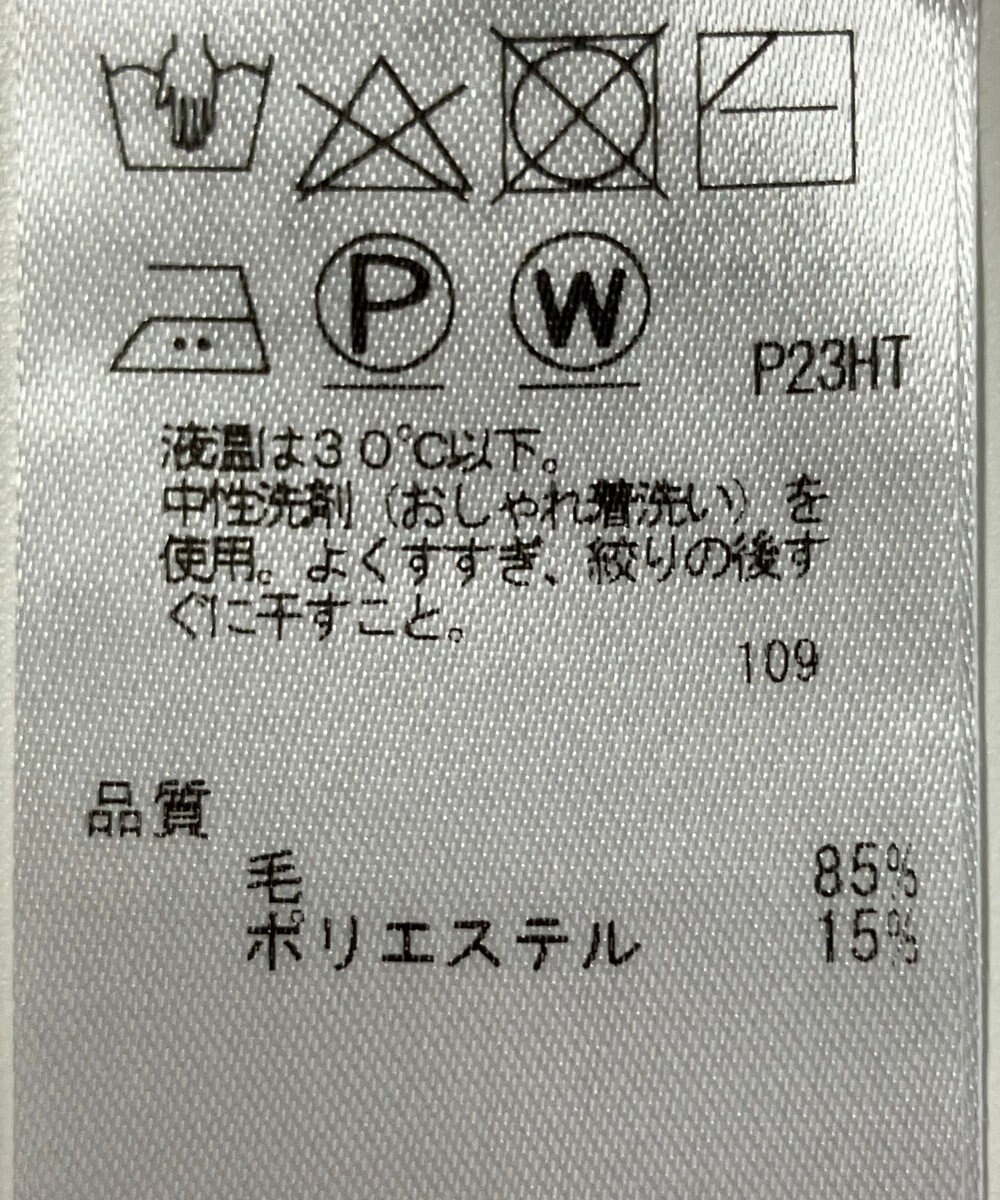 P W P23HT
液温は30℃以下。
中性洗剤（おしゃれ着洗い）を
使用。よくすすぎ、絞りの後す
ぐに干すこと。
109
品質
毛 85%
ポリエステル 15%